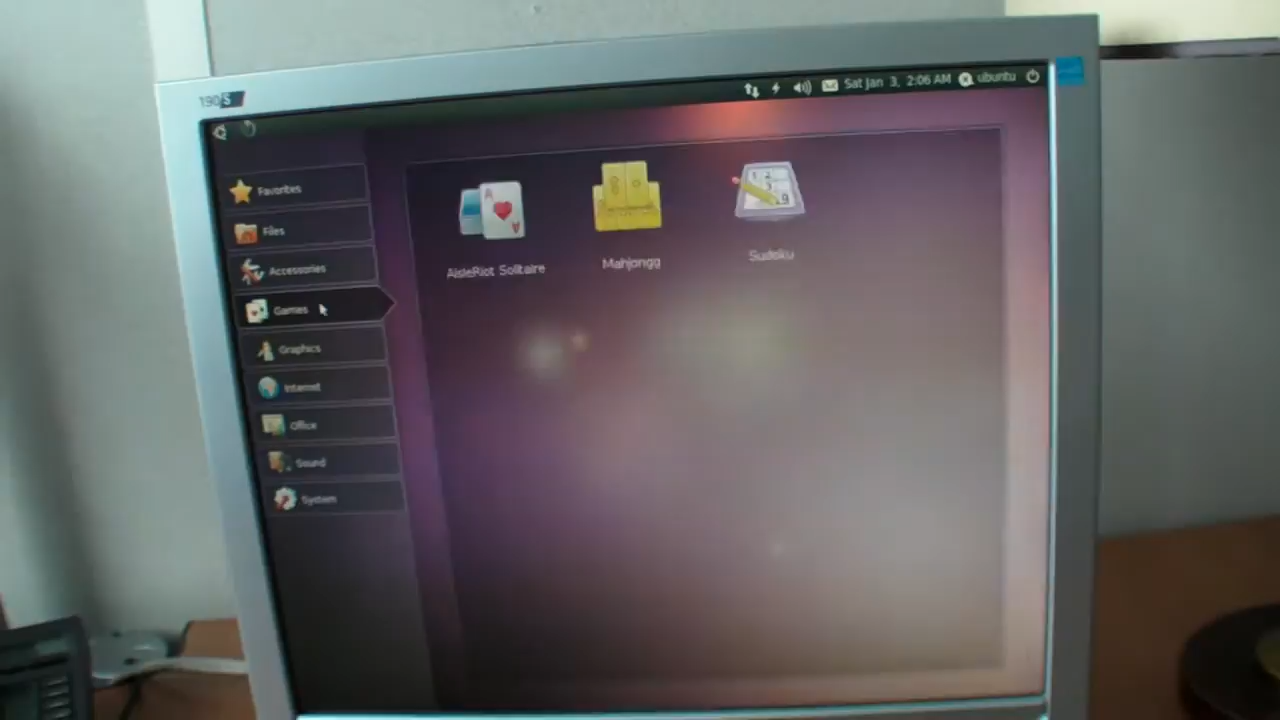 190S
Sat Jan 3, 2:06 AM ubuntu
Favorites
Files
Accessories
Games
Graphics
Internet
Office
Sound
System
AisleRiot Solitaire
Mahjongg
Sudoku